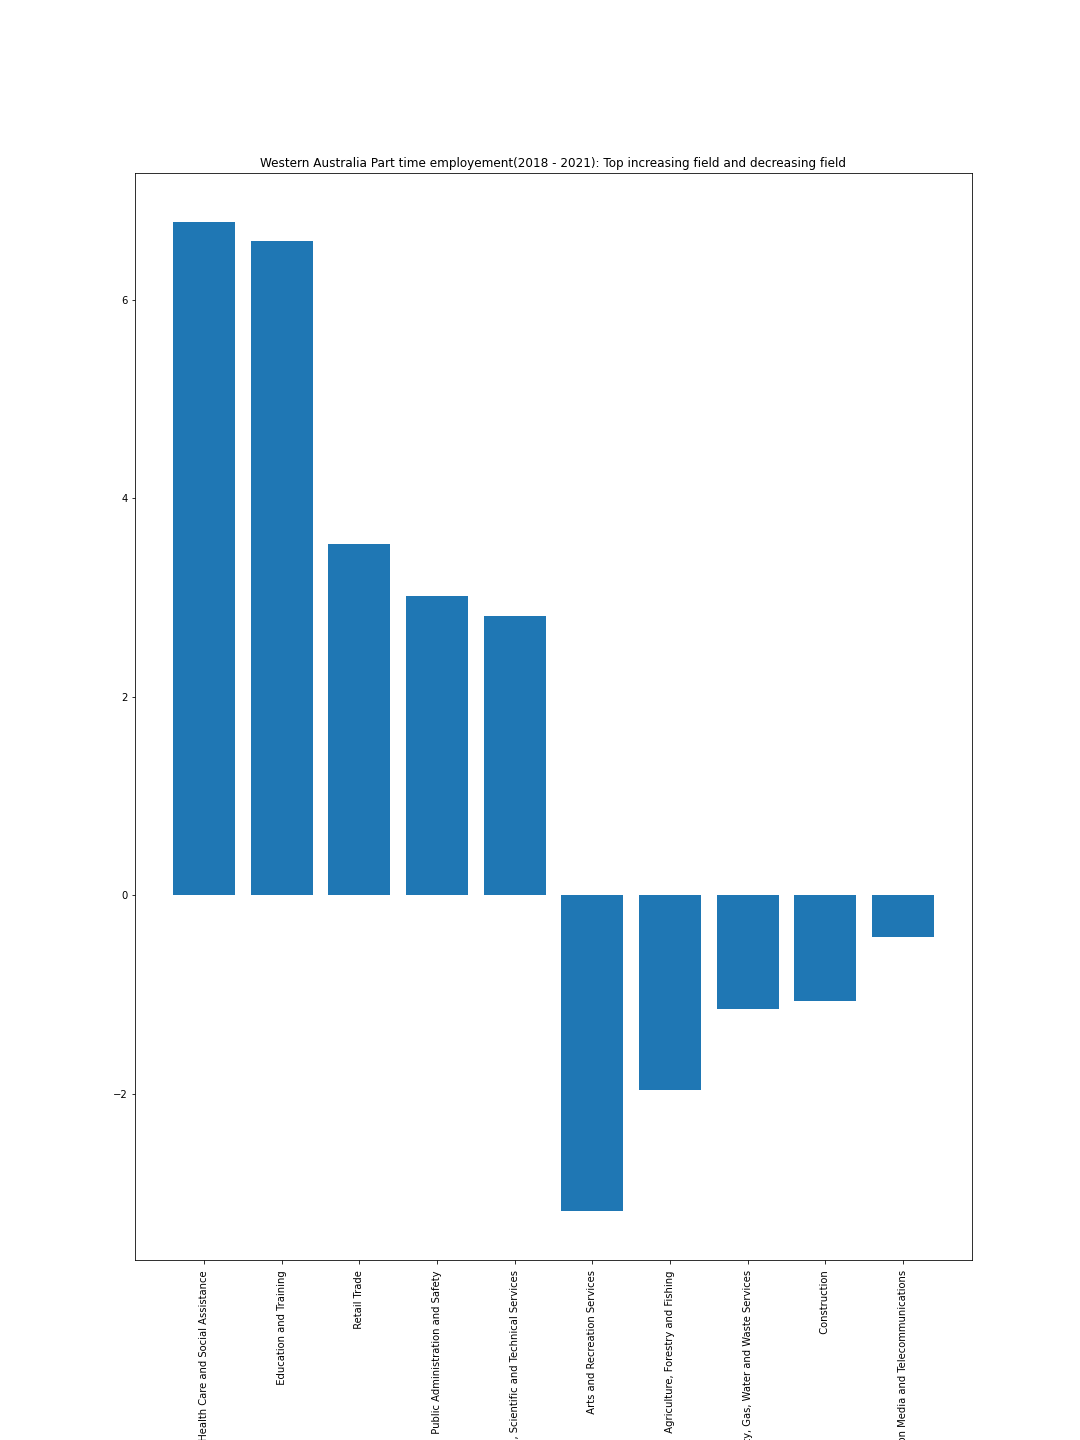 Western Australia Part time employement(2018 - 2021): Top increasing field and decreasing field
6
4
2
0
−2
Health Care and Social Assistance
Education and Training
Retail Trade
Public Administration and Safety
, Scientific and Technical Services
Arts and Recreation Services
Agriculture, Forestry and Fishing
, Gas, Water and Waste Services
Construction
Media and Telecommunications